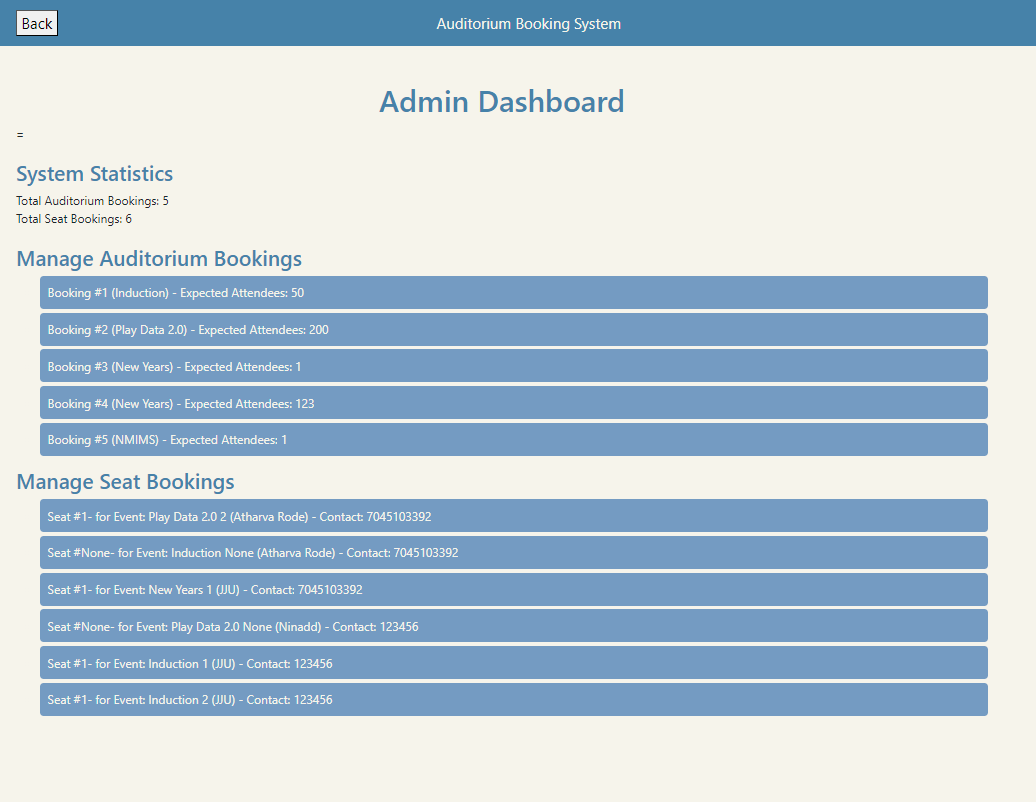 Back
Auditorium Booking System
Admin Dashboard
=
System Statistics
Total Auditorium Bookings: 5
Total Seat Bookings: 6
Manage Auditorium Bookings
Booking #1 (Induction) - Expected Attendees: 50
Booking #2 (Play Data 2.0) - Expected Attendees: 200
Booking #3 (New Years) - Expected Attendees: 1
Booking #4 (New Years) - Expected Attendees: 123
Booking #5 (NMIMS) - Expected Attendees: 1
Manage Seat Bookings
Seat #1- for Event: Play Data 2.0 2 (Atharva Rode) - Contact: 7045103392
Seat #None- for Event: Induction None (Atharva Rode) - Contact: 7045103392
Seat #1- for Event: New Years 1 (JJU) - Contact: 7045103392
Seat #None- for Event: Play Data 2.0 None (Ninadd) - Contact: 123456
Seat #1- for Event: Induction 1 (JJU) - Contact: 123456
Seat #1- for Event: Induction 2 (JJU) - Contact: 123456